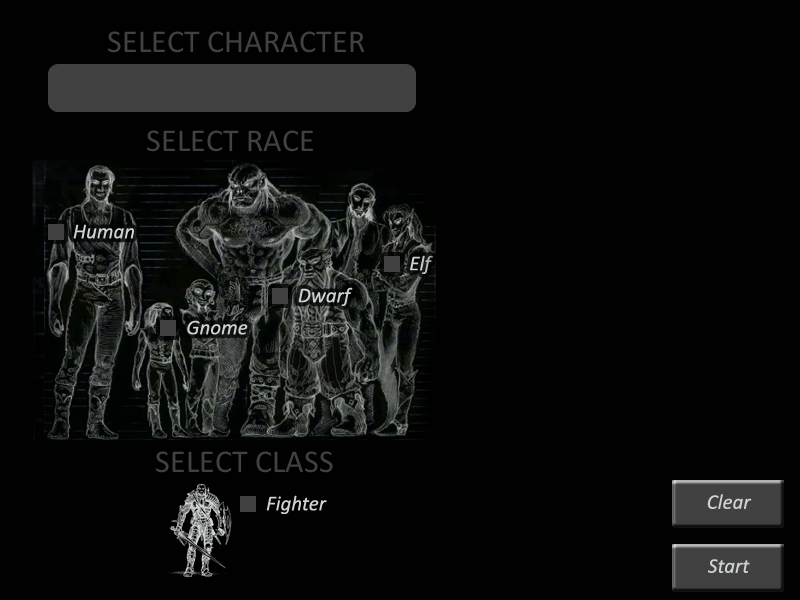 SELECT CHARACTER
SELECT RACE
Human
Elf
Dwarf
Gnome
SELECT CLASS
Fighter
Clear
Start